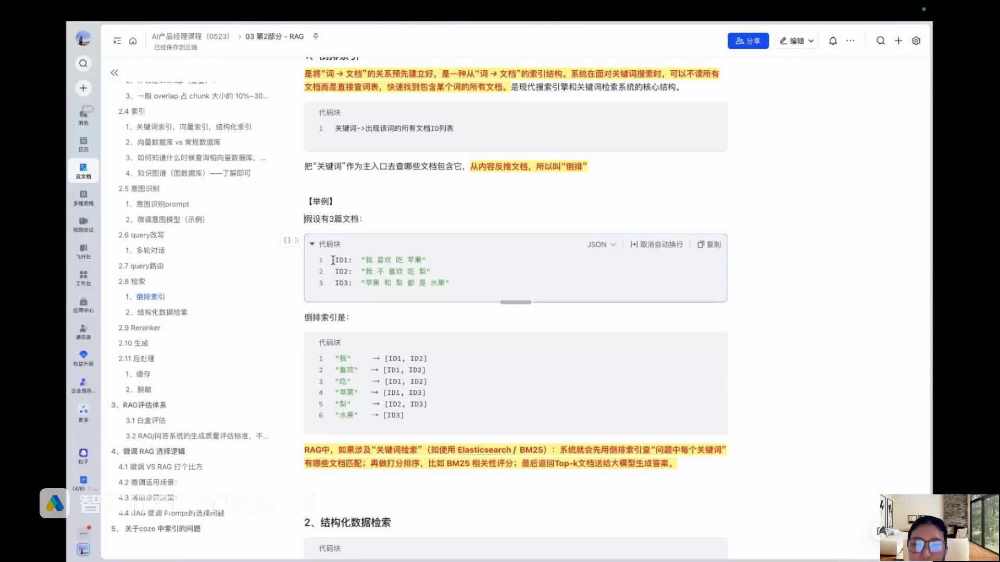 AI产品经理课程（0523）
03 第2部分 - RAG
已经保存到云端
分享
编辑
499
消息
日历
云文档
多维表格
视频会议
飞行社
工作台
应用中心
通讯录
权益升级
企业推荐...
更多
扣子
(4/9) : ...
3、一般 overlap 占 chunk 大小的 10%~30...
2.4 索引
1、关键词索引，向量索引，结构化索引
2、向量数据库 vs 常规数据库
3、如何知道什么时候查询相向量数据库，...
4、知识图谱（图数据库）——了解即可
2.5 意图识别
1、意图识别prompt
2、微调意图模型（示例）
2.6 query改写
1、多轮对话
2.7 query路由
2.8 检索
1、倒排索引
2、结构化数据检索
2.9 Reranker
2.10 生成
2.11 后处理
1、缓存
2、脱敏
3、RAG评估体系
3.1 白盒评估
3.2 RAG/问答系统的生成质量评估标准，不...
4、微调 RAG 选择逻辑
4.1 微调 VS RAG 打个比方
4.2 微调适用场景：
4.3 落地步骤决策：
4.4 RAG 微调 Prompt的选择问题
5、 关于coze 中索引的问题
1、倒排索引
是将“词 → 文档”的关系预先建立好，是一种从“词 → 文档”的索引结构。系统在面对关键词搜索时，可以不读所有
文档而是直接查词表，快速找到包含某个词的所有文档。是现代搜索引擎和关键词检索系统的核心结构。
代码块
1 关键词->出现该词的所有文档ID列表
把“关键词”作为主入口去查哪些文档包含它，从内容反推文档，所以叫“倒排”
【举例】
假设有3篇文档：
代码块 JSON 取消自动换行 复制
1 ID1: "我 喜欢 吃 苹果"
2 ID2: "我 不 喜欢 吃 梨"
3 ID3: "苹果 和 梨 都 是 水果"
倒排索引是：
代码块
1 "我" → [ID1, ID2]
2 "喜欢" → [ID1, ID2]
3 "吃" → [ID1, ID2]
4 "苹果" → [ID1, ID3]
5 "梨" → [ID2, ID3]
6 "水果" → [ID3]
RAG中，如果涉及“关键词检索”（如使用 Elasticsearch / BM25）：系统就会先用倒排索引查“问题中每个关键词”
有哪些文档匹配；再做打分排序，比如 BM25 相关性评分；最后返回Top-k文档送给大模型生成答案。
2、结构化数据检索
代码块
智